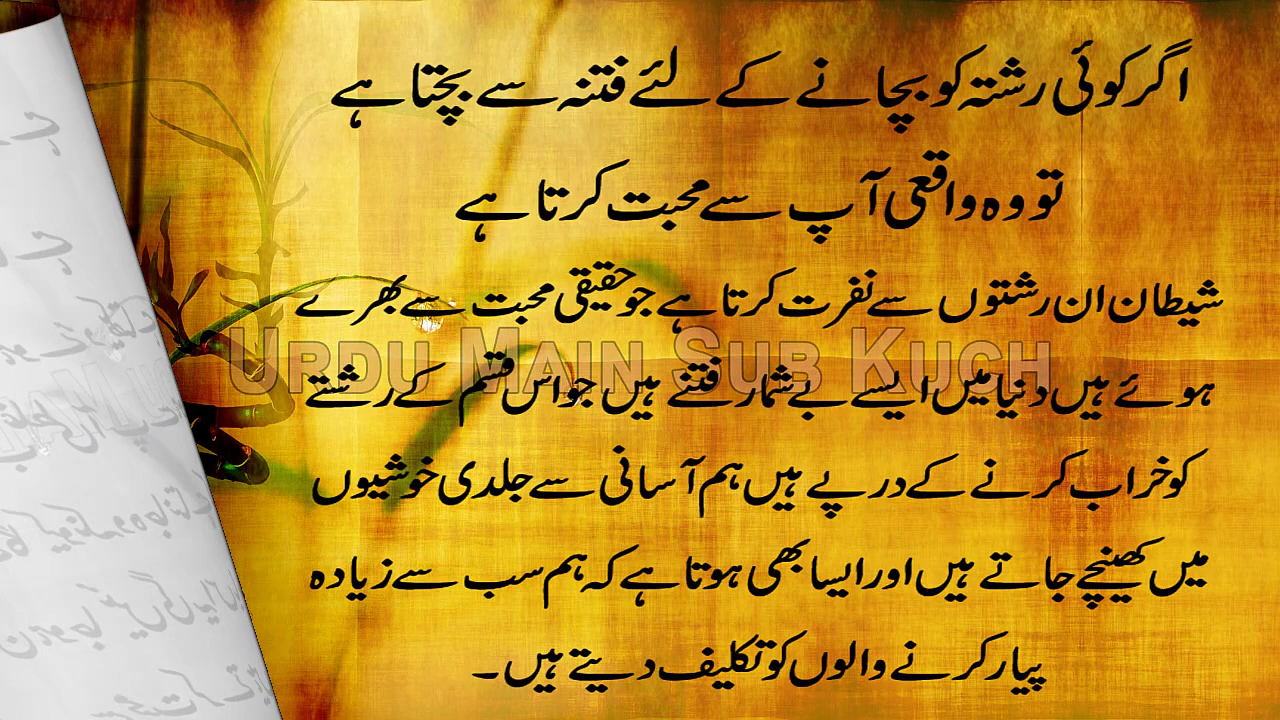 اگر کوئی رشتہ کو بچانے کے لئے فتنہ سے بچتا ہے
تو وہ واقعی آپ سے محبت کرتا ہے
شیطان ان رشتوں سے نفرت کرتا ہے جو حقیقی محبت سے بھرے
ہوئے ہیں دنیا میں ایسے بے شمار فتنے ہیں جو اس قسم کے رشتے
Urdu Main Sub Kuch
کو خراب کرنے کے درپے ہیں ہم آسانی سے جلدی خوشیوں
میں کھینچے جاتے ہیں اور ایسا بھی ہوتا ہے کہ ہم سب سے زیادہ
پیار کرنے والوں کو تکلیف دیتے ہیں۔